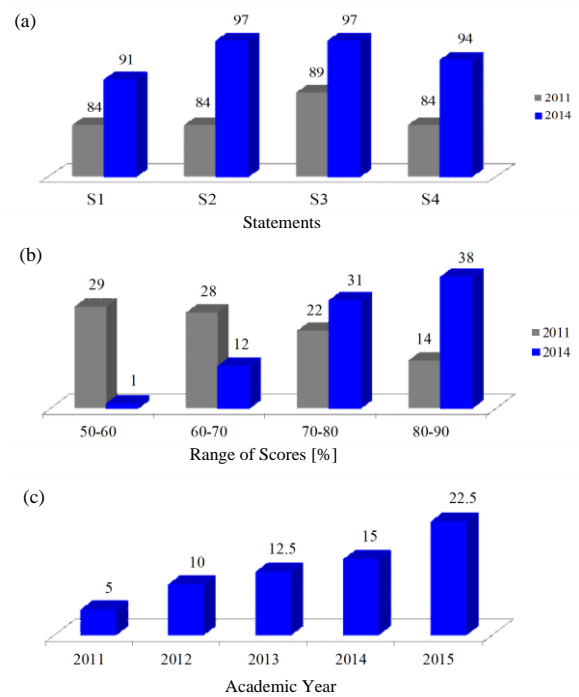 (a)
84 91 84 97 89 97 84 94
2011
2014
S1 S2 S3 S4
Statements
(b)
29 1 28 12 22 31 14 38
2011
2014
50-60 60-70 70-80 80-90
Range of Scores [%]
(c)
5 10 12.5 15 22.5
2011 2012 2013 2014 2015
Academic Year